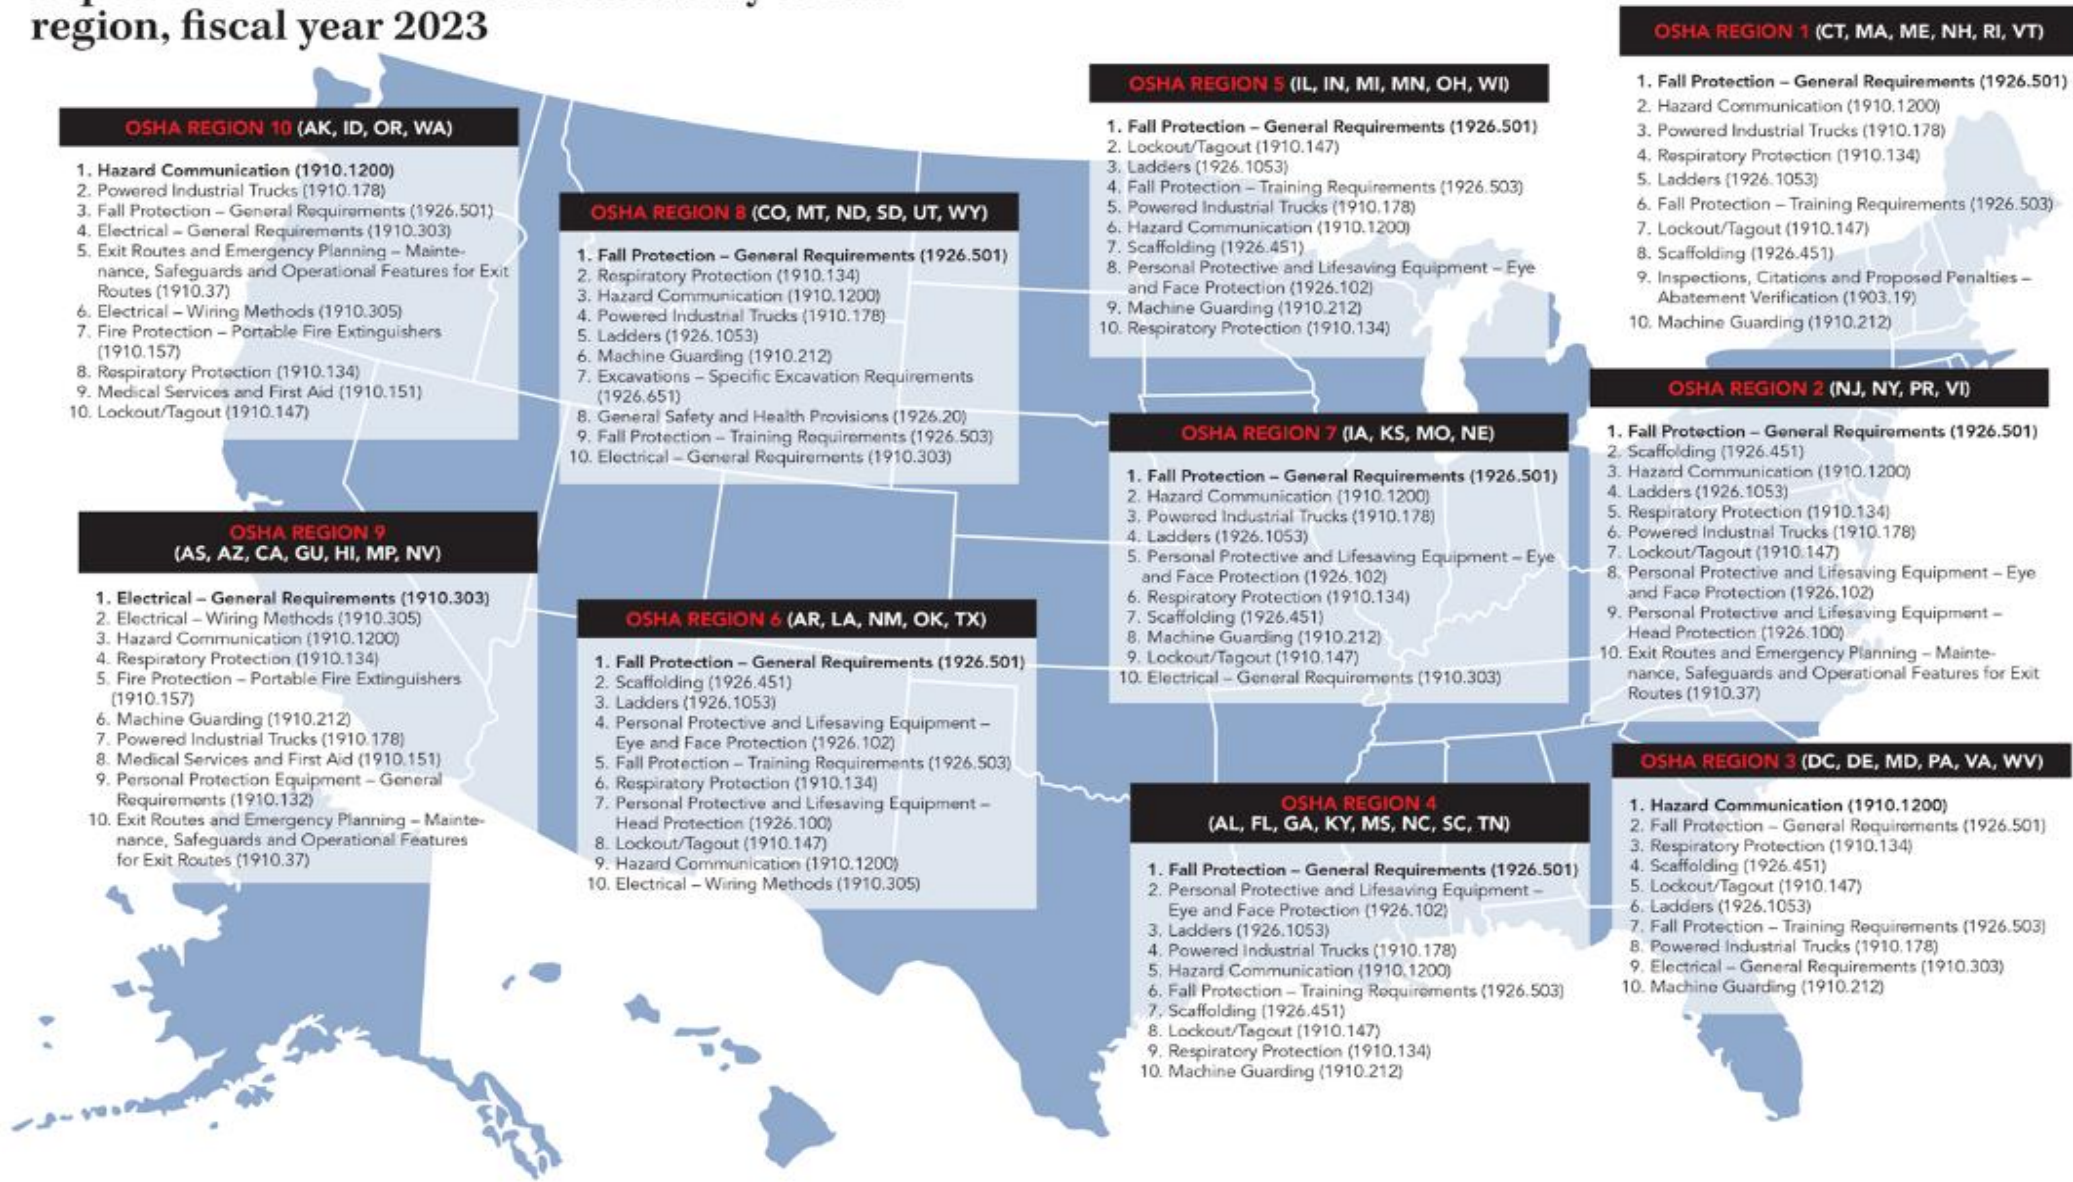 region, fiscal year 2023
OSHA REGION 10 (AK, ID, OR, WA)
1. Hazard Communication (1910.1200)
2. Powered Industrial Trucks (1910.178)
3. Fall Protection – General Requirements (1926.501)
4. Electrical – General Requirements (1910.303)
5. Exit Routes and Emergency Planning – Mainte-
nance, Safeguards and Operational Features for Exit
Routes (1910.37)
6. Electrical – Wiring Methods (1910.305)
7. Fire Protection – Portable Fire Extinguishers
(1910.157)
8. Respiratory Protection (1910.134)
9. Medical Services and First Aid (1910.151)
10. Lockout/Tagout (1910.147)
OSHA REGION 8 (CO, MT, ND, SD, UT, WY)
1. Fall Protection – General Requirements (1926.501)
2. Respiratory Protection (1910.134)
3. Hazard Communication (1910.1200)
4. Powered Industrial Trucks (1910.178)
5. Ladders (1926.1053)
6. Machine Guarding (1910.212)
7. Excavations – Specific Excavation Requirements
(1926.651)
8. General Safety and Health Provisions (1926.20)
9. Fall Protection – Training Requirements (1926.503)
10. Electrical – General Requirements (1910.303)
OSHA REGION 5 (IL, IN, MI, MN, OH, WI)
1. Fall Protection – General Requirements (1926.501)
2. Lockout/Tagout (1910.147)
3. Ladders (1926.1053)
4. Fall Protection – Training Requirements (1926.503)
5. Powered Industrial Trucks (1910.178)
6. Hazard Communication (1910.1200)
7. Scaffolding (1926.451)
8. Personal Protective and Lifesaving Equipment – Eye
and Face Protection (1926.102)
9. Machine Guarding (1910.212)
10. Respiratory Protection (1910.134)
OSHA REGION 1 (CT, MA, ME, NH, RI, VT)
1. Fall Protection – General Requirements (1926.501)
2. Hazard Communication (1910.1200)
3. Powered Industrial Trucks (1910.178)
4. Respiratory Protection (1910.134)
5. Ladders (1926.1053)
6. Fall Protection – Training Requirements (1926.503)
7. Lockout/Tagout (1910.147)
8. Scaffolding (1926.451)
9. Inspections, Citations and Proposed Penalties –
Abatement Verification (1903.19)
10. Machine Guarding (1910.212)
OSHA REGION 9
(AS, AZ, CA, GU, HI, MP, NV)
1. Electrical – General Requirements (1910.303)
2. Electrical – Wiring Methods (1910.305)
3. Hazard Communication (1910.1200)
4. Respiratory Protection (1910.134)
5. Fire Protection – Portable Fire Extinguishers
(1910.157)
6. Machine Guarding (1910.212)
7. Powered Industrial Trucks (1910.178)
8. Medical Services and First Aid (1910.151)
9. Personal Protection Equipment – General
Requirements (1910.132)
10. Exit Routes and Emergency Planning – Mainte-
nance, Safeguards and Operational Features
for Exit Routes (1910.37)
OSHA REGION 6 (AR, LA, NM, OK, TX)
1. Fall Protection – General Requirements (1926.501)
2. Scaffolding (1926.451)
3. Ladders (1926.1053)
4. Personal Protective and Lifesaving Equipment –
Eye and Face Protection (1926.102)
5. Fall Protection – Training Requirements (1926.503)
6. Respiratory Protection (1910.134)
7. Personal Protective and Lifesaving Equipment –
Head Protection (1926.100)
8. Lockout/Tagout (1910.147)
9. Hazard Communication (1910.1200)
10. Electrical – Wiring Methods (1910.305)
OSHA REGION 7 (IA, KS, MO, NE)
1. Fall Protection – General Requirements (1926.501)
2. Hazard Communication (1910.1200)
3. Powered Industrial Trucks (1910.178)
4. Ladders (1926.1053)
5. Personal Protective and Lifesaving Equipment – Eye
and Face Protection (1926.102)
6. Respiratory Protection (1910.134)
7. Scaffolding (1926.451)
8. Machine Guarding (1910.212)
9. Lockout/Tagout (1910.147)
10. Electrical – General Requirements (1910.303)
OSHA REGION 2 (NJ, NY, PR, VI)
1. Fall Protection – General Requirements (1926.501)
2. Scaffolding (1926.451)
3. Hazard Communication (1910.1200)
4. Ladders (1926.1053)
5. Respiratory Protection (1910.134)
6. Powered Industrial Trucks (1910.178)
7. Lockout/Tagout (1910.147)
8. Personal Protective and Lifesaving Equipment – Eye
and Face Protection (1926.102)
9. Personal Protective and Lifesaving Equipment –
Head Protection (1926.100)
10. Exit Routes and Emergency Planning – Mainte-
nance, Safeguards and Operational Features for Exit
Routes (1910.37)
OSHA REGION 4
(AL, FL, GA, KY, MS, NC, SC, TN)
1. Fall Protection – General Requirements (1926.501)
2. Personal Protective and Lifesaving Equipment –
Eye and Face Protection (1926.102)
3. Ladders (1926.1053)
4. Powered Industrial Trucks (1910.178)
5. Hazard Communication (1910.1200)
6. Fall Protection – Training Requirements (1926.503)
7. Scaffolding (1926.451)
8. Lockout/Tagout (1910.147)
9. Respiratory Protection (1910.134)
10. Machine Guarding (1910.212)
OSHA REGION 3 (DC, DE, MD, PA, VA, WV)
1. Hazard Communication (1910.1200)
2. Fall Protection – General Requirements (1926.501)
3. Respiratory Protection (1910.134)
4. Scaffolding (1926.451)
5. Lockout/Tagout (1910.147)
6. Ladders (1926.1053)
7. Fall Protection – Training Requirements (1926.503)
8. Powered Industrial Trucks (1910.178)
9. Electrical – General Requirements (1910.303)
10. Machine Guarding (1910.212)